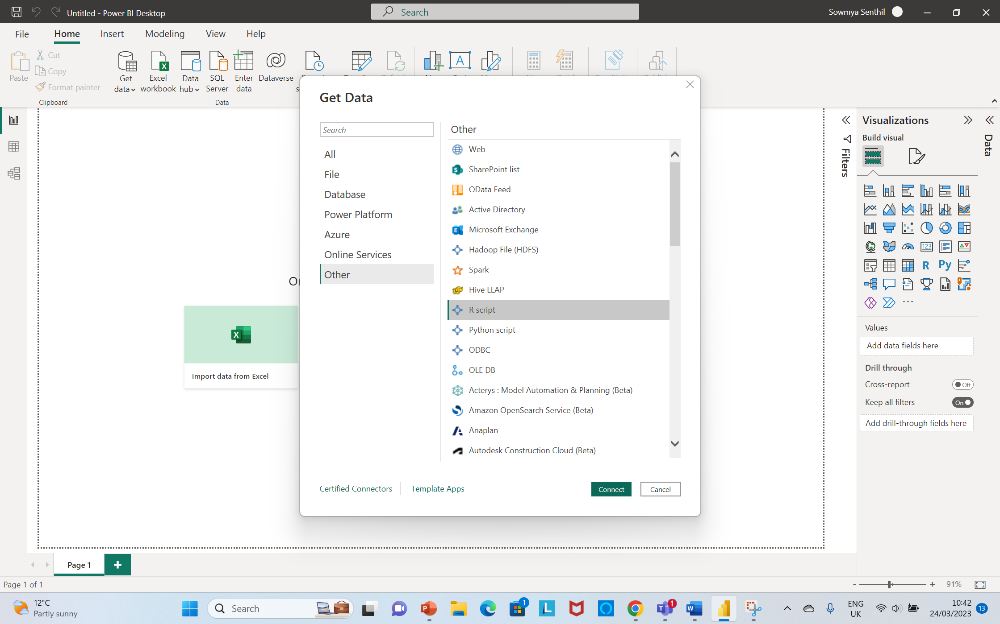 Untitled - Power BI Desktop
Search
Sowmya Senthil
File
Home
Insert
Modeling
View
Help
Paste
Cut
Copy
Format painter
Clipboard
Get
data
Excel
workbook
Data
hub
SQL
Server
Enter
data
Dataverse
Data
Get Data
Search
All
File
Database
Power Platform
Azure
Online Services
Other
Other
Web
SharePoint list
OData Feed
Active Directory
Microsoft Exchange
Hadoop File (HDFS)
Spark
Hive LLAP
R script
Python script
ODBC
OLE DB
Acterys : Model Automation & Planning (Beta)
Amazon OpenSearch Service (Beta)
Anaplan
Autodesk Construction Cloud (Beta)
Certified Connectors
Template Apps
Connect
Cancel
Import data from Excel
Filters
Visualizations
Build visual
123
R
Py
Values
Add data fields here
Drill through
Cross-report
Off
Keep all filters
On
Add drill-through fields here
Data
Page 1
Page 1 of 1
- + 91%
12°C
Partly sunny
Search
1
1
ENG
UK
10:42
24/03/2023
13